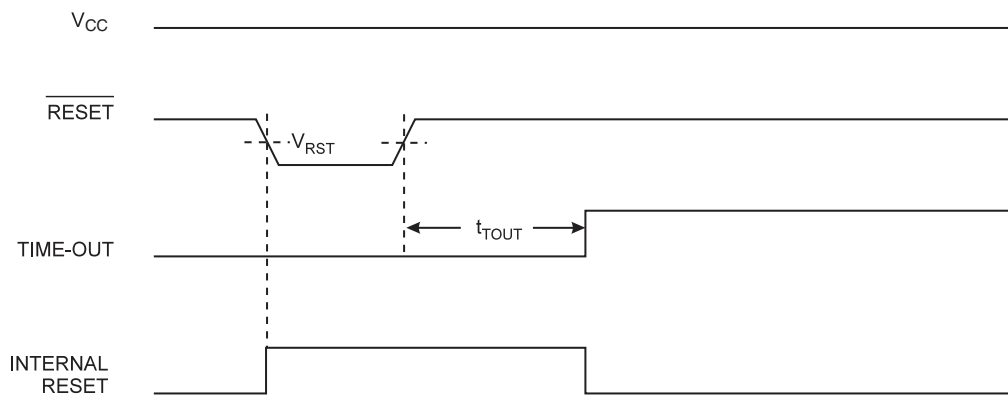 VCC
RESET
VRST
tTOUT
TIME-OUT
INTERNAL
RESET